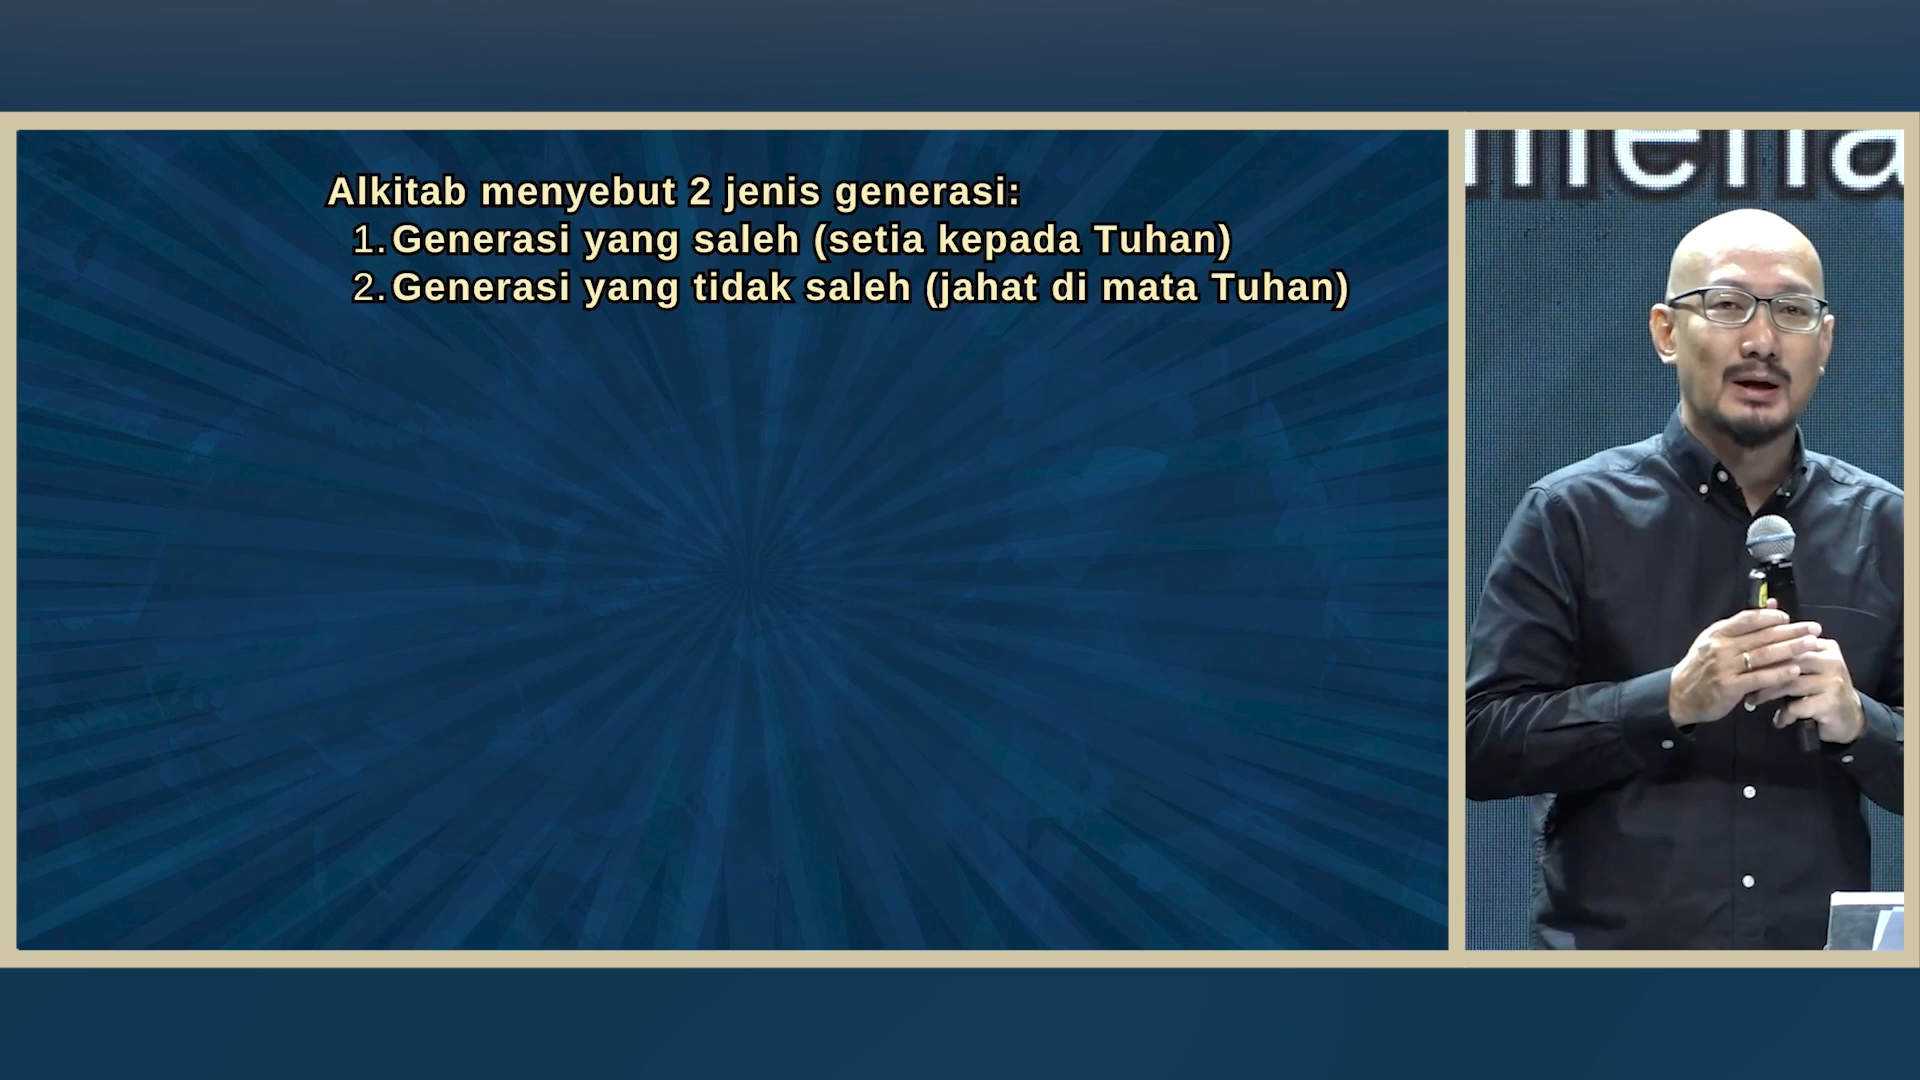 Alkitab menyebut 2 jenis generasi:
1. Generasi yang saleh (setia kepada Tuhan)
2. Generasi yang tidak saleh (jahat di mata Tuhan)